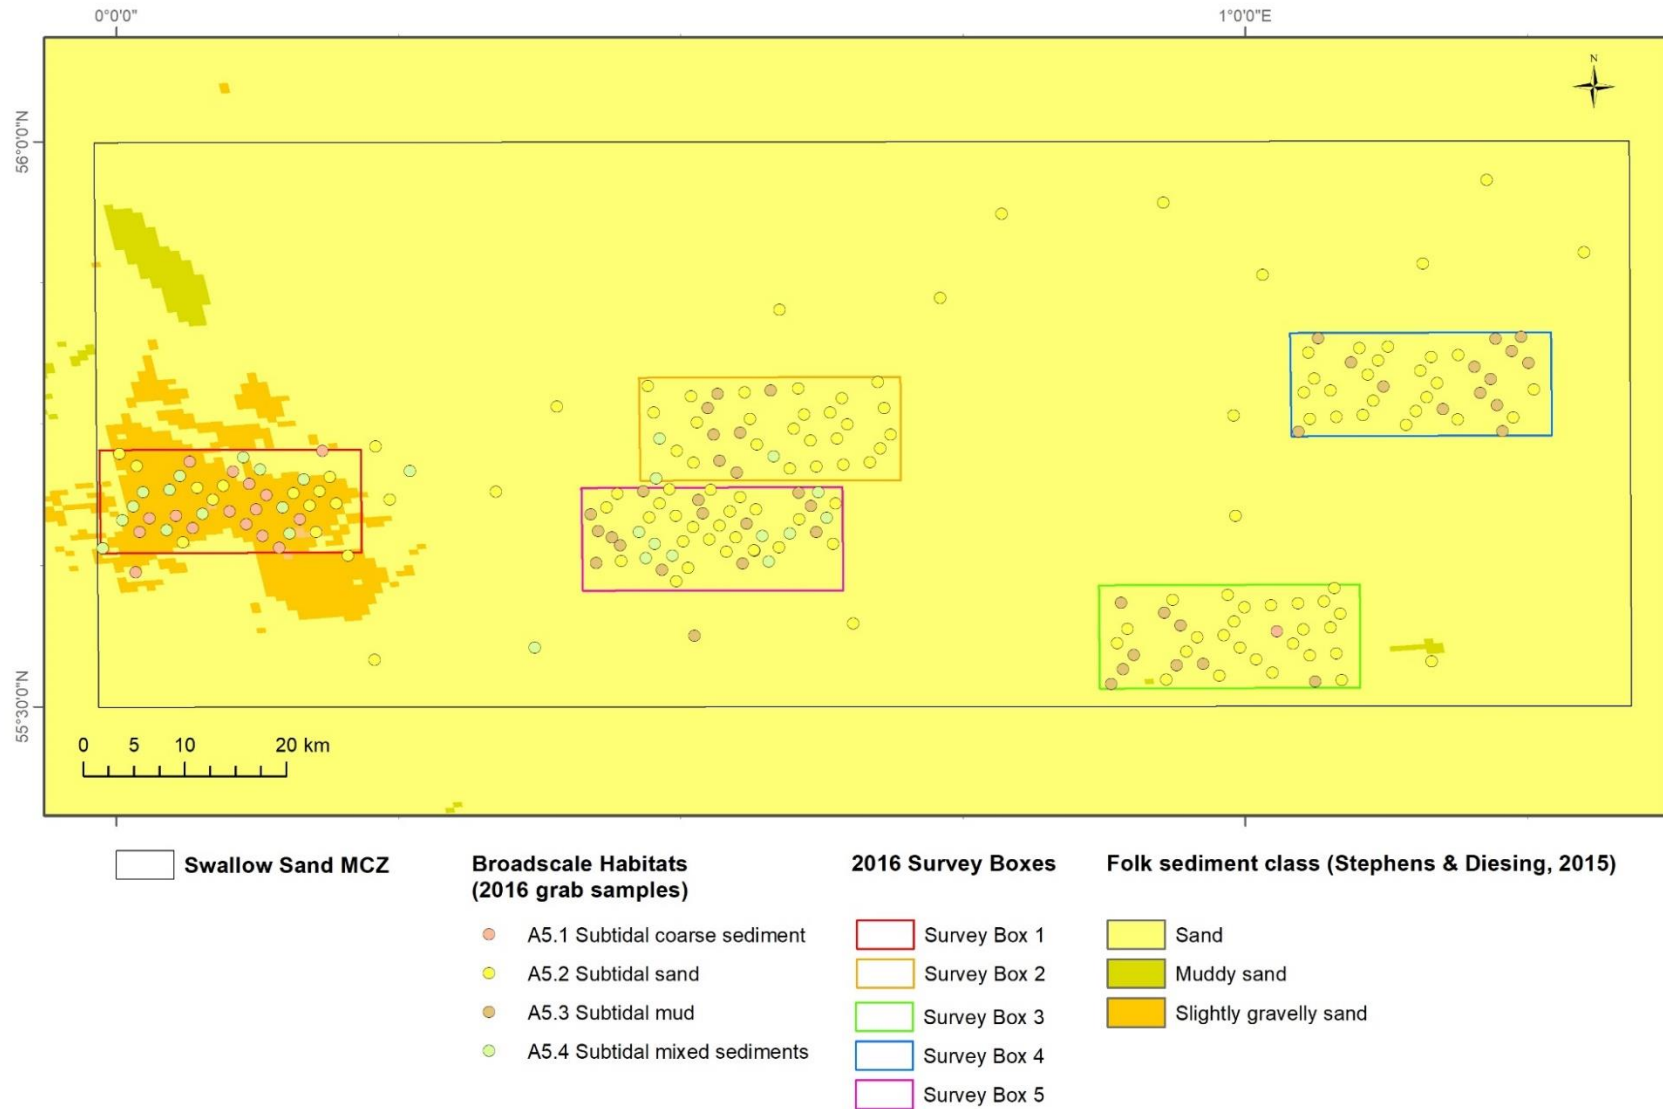 0°0'0"
1°0'0"E
N
56°0'0"N
55°30'0"N
0 5 10 20 km
Swallow Sand MCZ
Broadscale Habitats
(2016 grab samples)
A5.1 Subtidal coarse sediment
A5.2 Subtidal sand
A5.3 Subtidal mud
A5.4 Subtidal mixed sediments
2016 Survey Boxes
Survey Box 1
Survey Box 2
Survey Box 3
Survey Box 4
Survey Box 5
Folk sediment class (Stephens & Diesing, 2015)
Sand
Muddy sand
Slightly gravelly sand